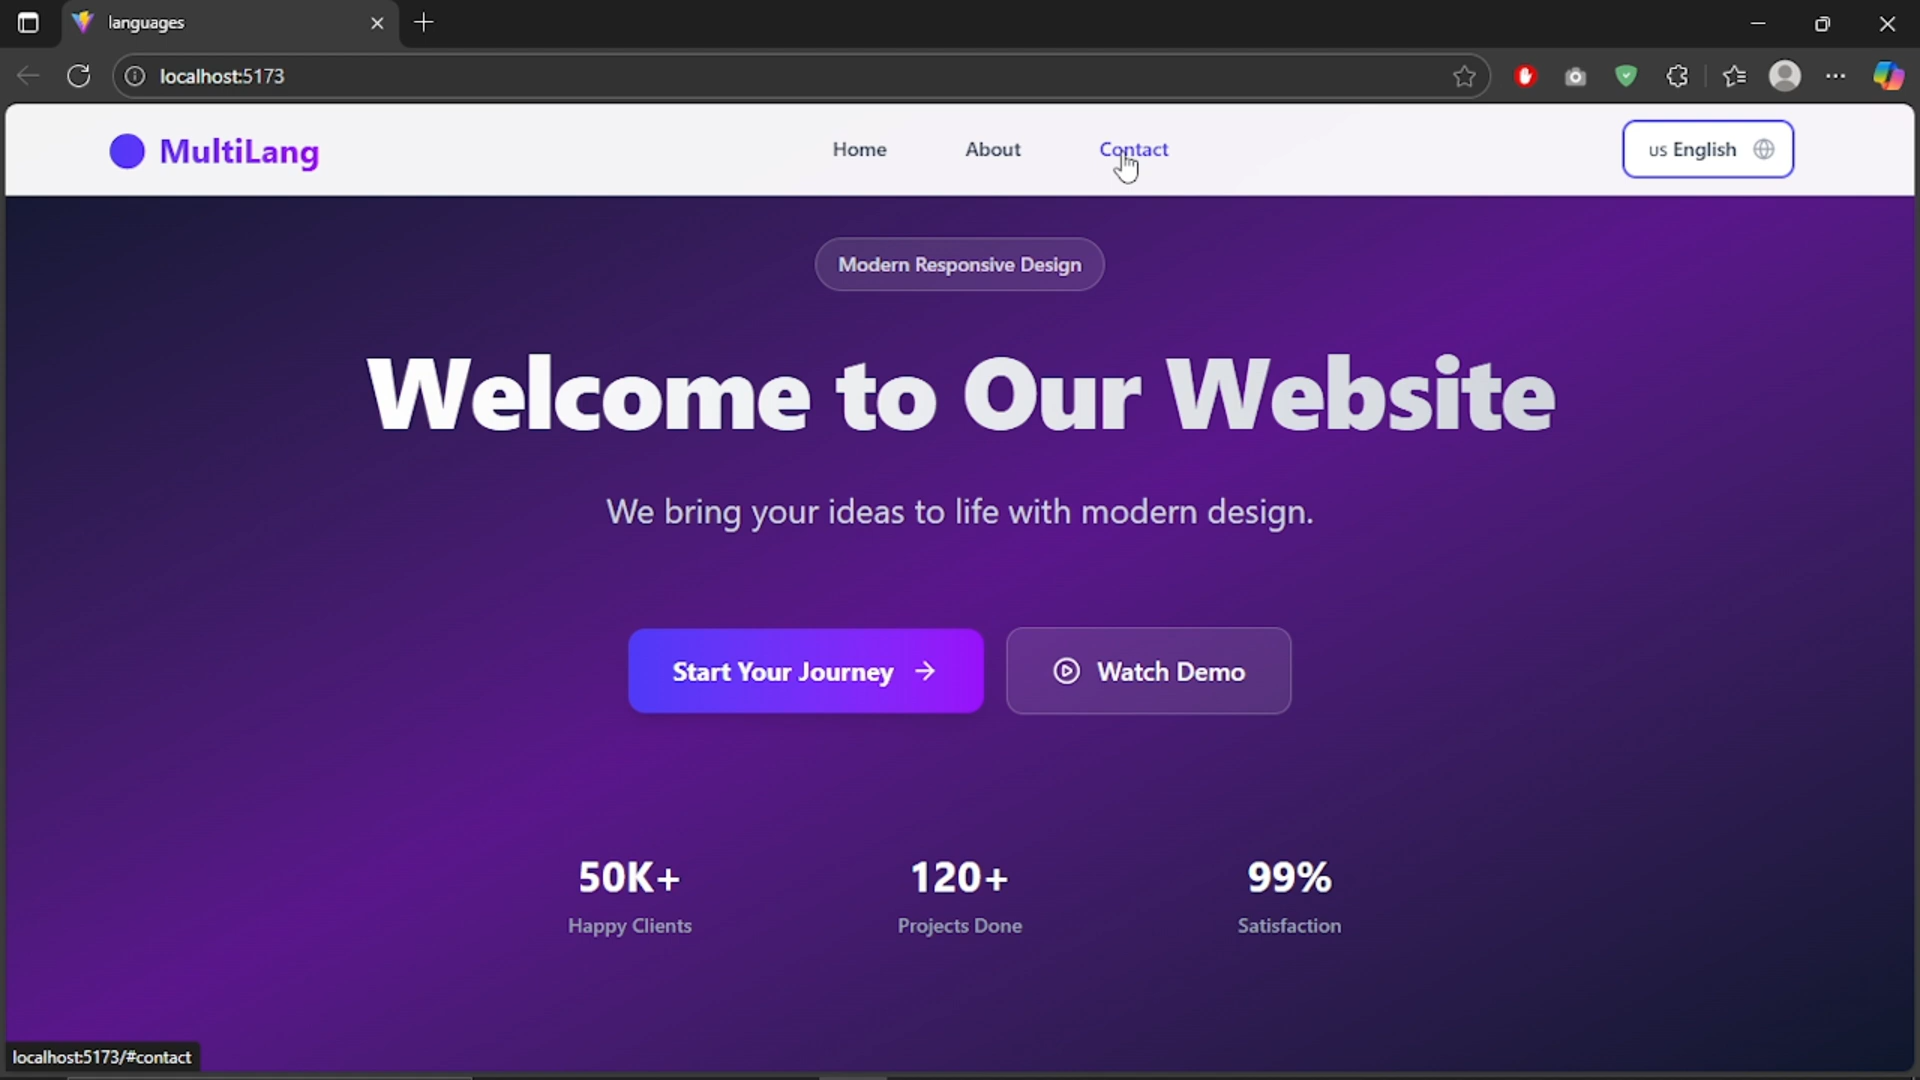 languages
localhost:5173
MultiLang
Home
About
Contact
us English
Modern Responsive Design
Welcome to Our Website
We bring your ideas to life with modern design.
Start Your Journey →
Watch Demo
50K+
120+
99%
Happy Clients
Projects Done
Satisfaction
localhost:5173/#contact